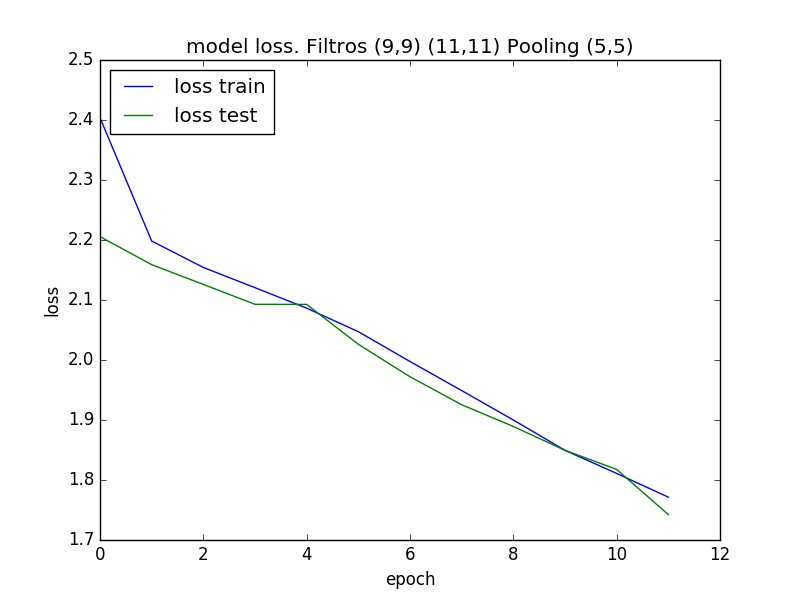 model loss. Filtros (9,9) (11,11) Pooling (5,5)
loss train
loss test
2.5
2.4
2.3
2.2
2.1
2.0
1.9
1.8
1.7
loss
0 2 4 6 8 10 12
epoch